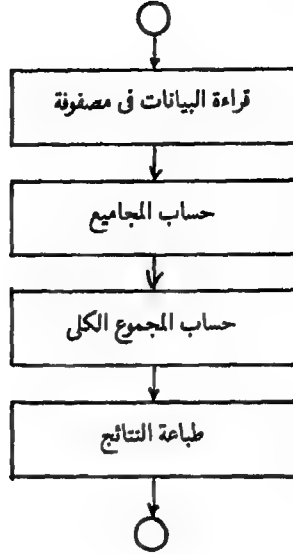 قراءة البيانات فى مصفوفة
حساب المجاميع
حساب المجموع الكلى
طباعة النتائج